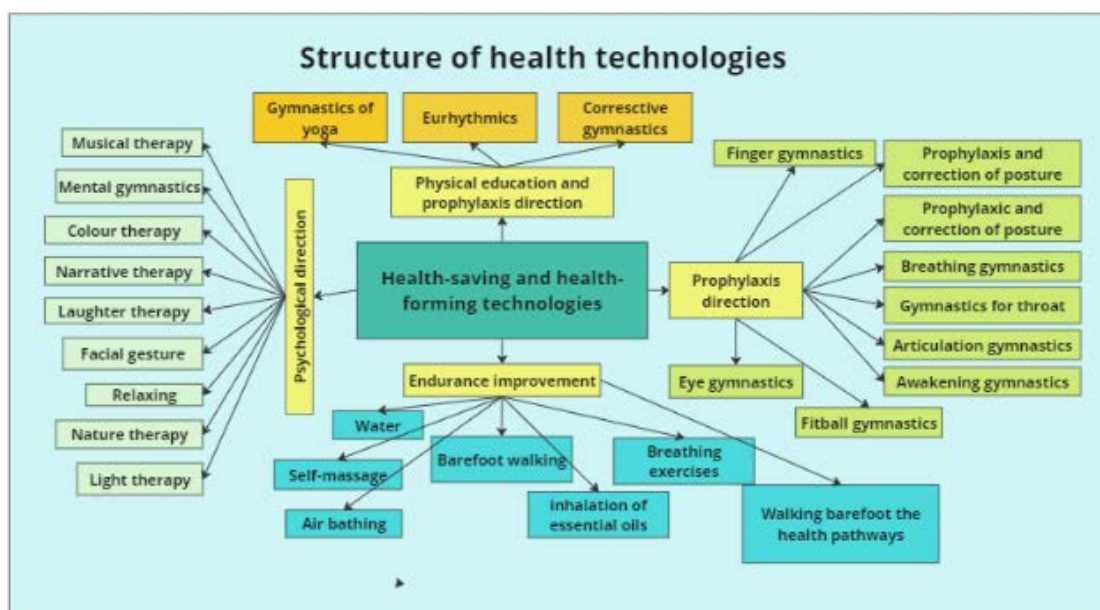 Structure of health technologies
Gymnastics of
yoga
Eurhythmics
Corresctive
gymnastics
Physical education and
prophylaxis direction
Musical therapy
Mental gymnastics
Colour therapy
Narrative therapy
Laughter therapy
Facial gesture
Relaxing
Nature therapy
Light therapy
Psychological direction
Health-saving and health-
forming technologies
Prophylaxis
direction
Finger gymnastics
Prophylaxis and
correction of posture
Prophylaxic and
correction of posture
Breathing gymnastics
Gymnastics for throat
Articulation gymnastics
Awakening gymnastics
Eye gymnastics
Fitball gymnastics
Endurance improvement
Water
Self-massage
Air bathing
Barefoot walking
inhalation of
essential oils
Breathing
exercises
Walking barefoot the
health pathways